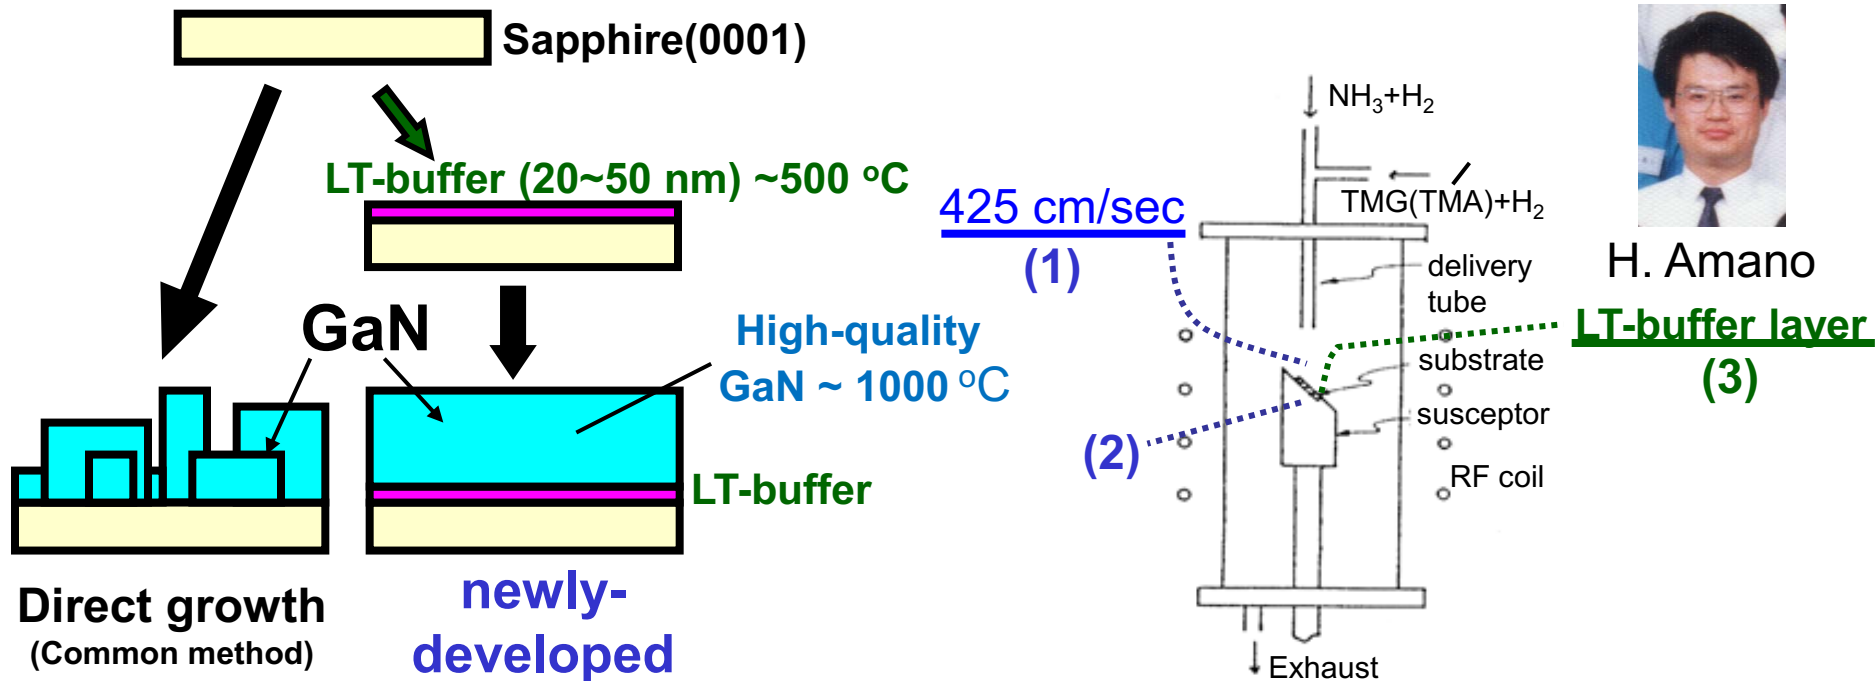 Sapphire(0001)
LT-buffer (20~50 nm) ~500 ºC
GaN
High-quality
GaN ~ 1000 ºC
LT-buffer
Direct growth
(Common method)
newly-
developed
NH₃+H₂
TMG(TMA)+H₂
425 cm/sec
(1)
delivery
tube
substrate
susceptor
(2)
RF coil
Exhaust
H. Amano
LT-buffer layer
(3)